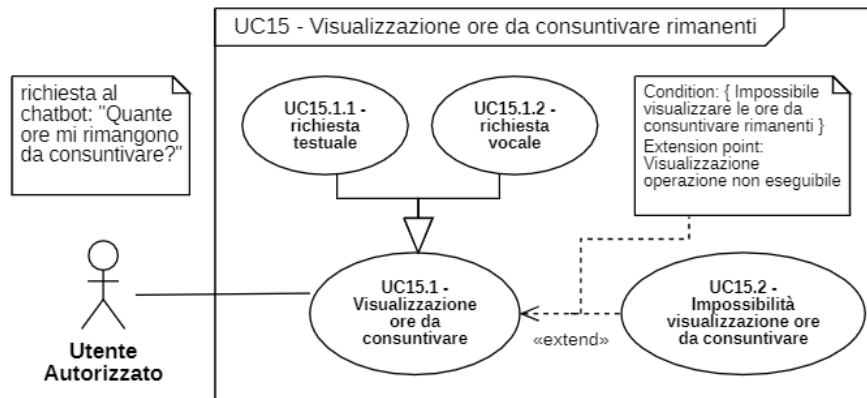 UC15 - Visualizzazione ore da consuntivare rimanenti
richiesta al
chatbot: "Quante
ore mi rimangono
da consuntivare?"
UC15.1.1 -
richiesta
testuale
UC15.1.2 -
richiesta
vocale
Condition: { Impossibile
visualizzare le ore da
consuntivare rimanenti }
Extension point:
Visualizzazione
operazione non eseguibile
Utente
Autorizzato
UC15.1 -
Visualizzazione
ore da
consuntivare
«extend»
UC15.2 -
Impossibilità
visualizzazione ore
da consuntivare